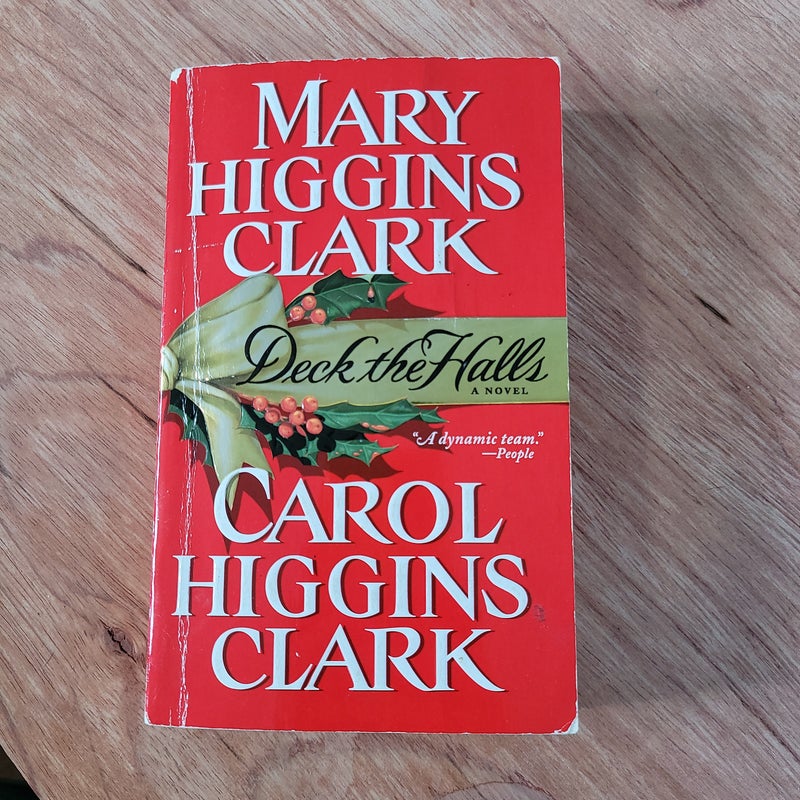 MARY
HIGGINS
CLARK
Deck the Halls
A NOVEL
“A dynamic team.”
—People
CAROL
HIGGINS
CLARK